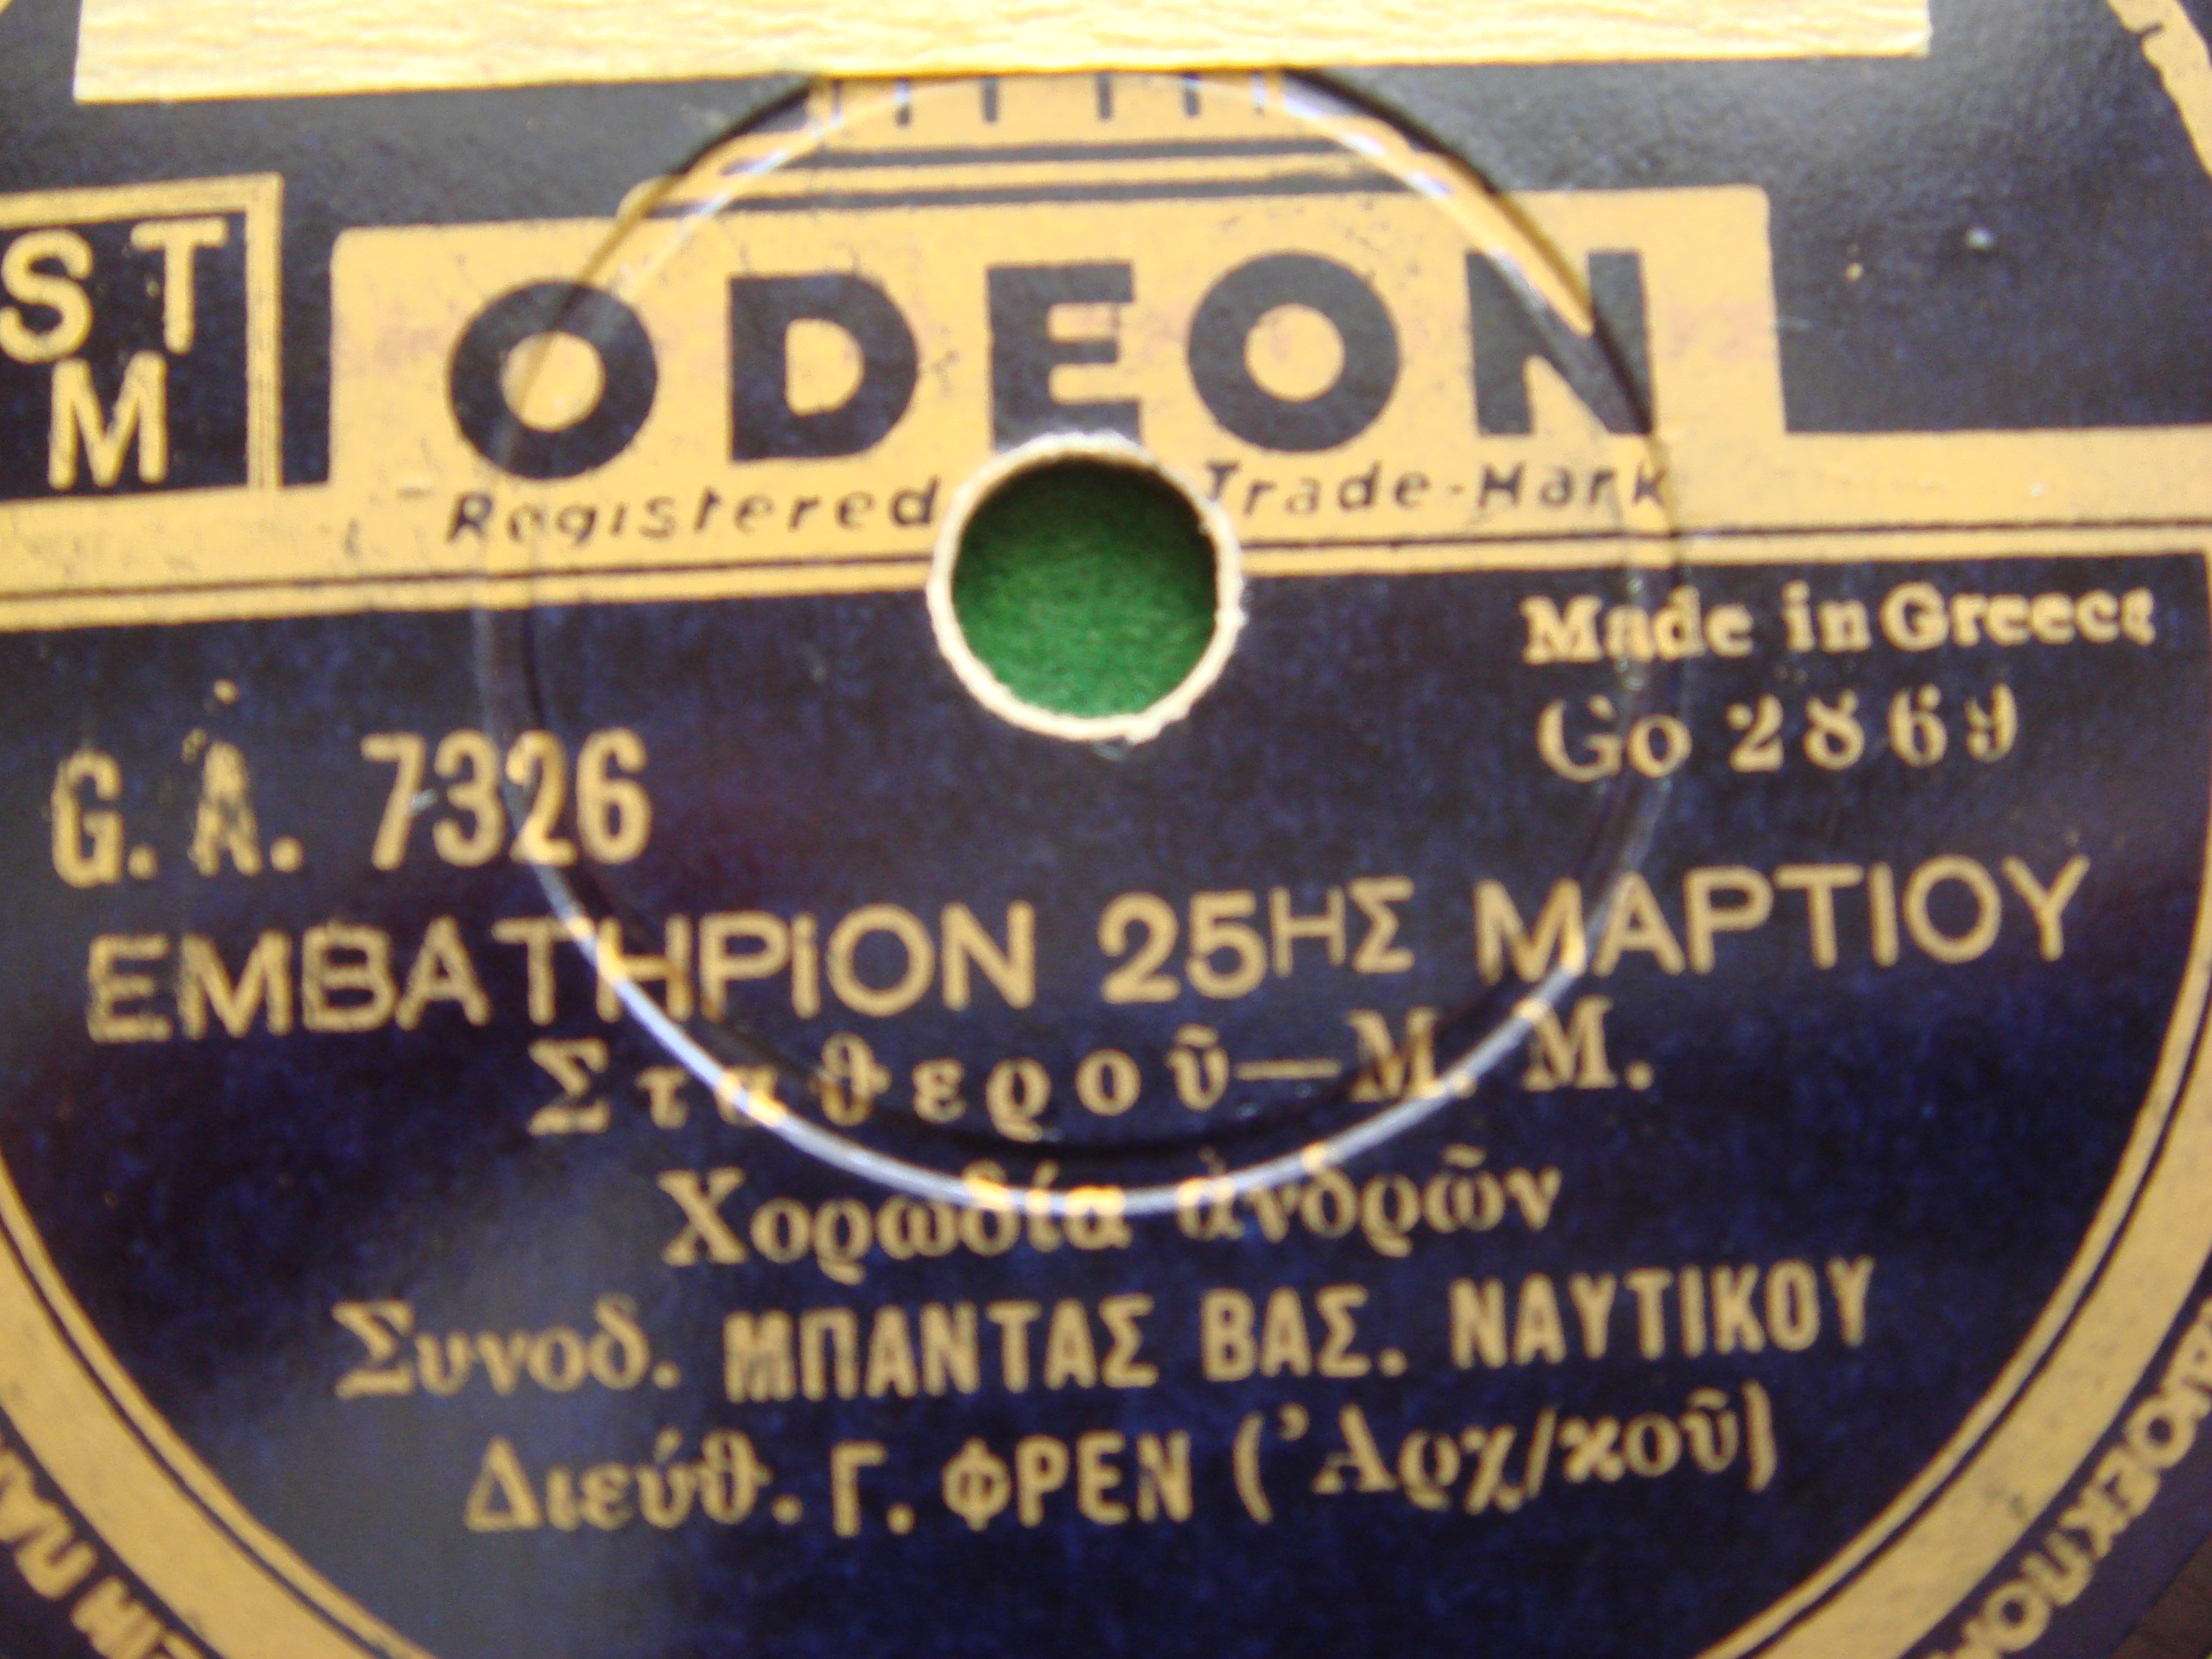 ST
M
ODEON
Registered Trade-Mark
Made in Greece
Go 2869
G. A. 7326
ΕΜΒΑΤΗΡΙΟΝ 25ΗΣ ΜΑΡΤΙΟΥ
Σταθεροῦ—Μ. Μ.
Χορωδία ἀνδρῶν
Συνοδ. ΜΠΑΝΤΑΣ ΒΑΣ. ΝΑΥΤΙΚΟΥ
Διεύθ. Γ. ΦΡΕΝ (Ἀρχ/κοῦ)